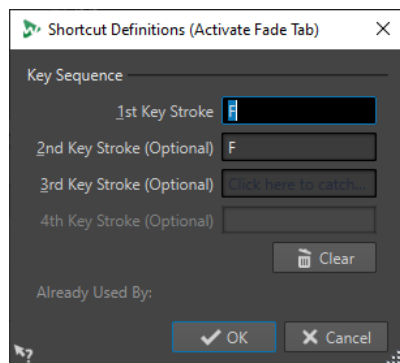 Shortcut Definitions (Activate Fade Tab)
Key Sequence
1st Key Stroke F
2nd Key Stroke (Optional) F
3rd Key Stroke (Optional) Click here to catch...
4th Key Stroke (Optional)
Clear
Already Used By:
OK Cancel